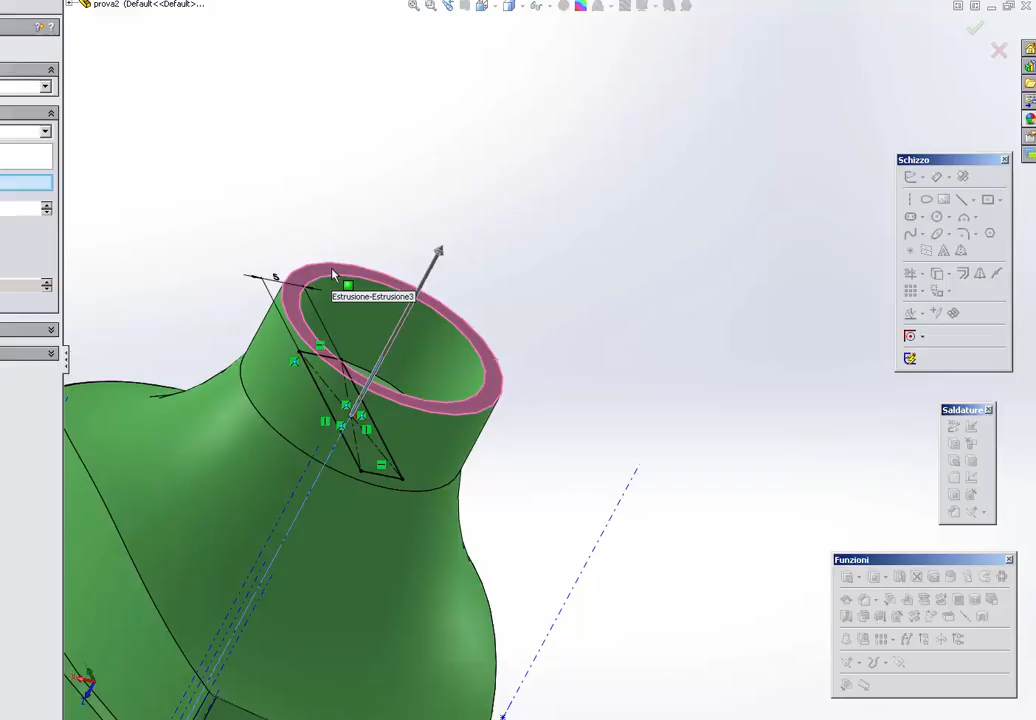 prova2 (Default<<Default>...
Schizzo
5
Estrusione-Estrusione3
Saldature
Funzioni